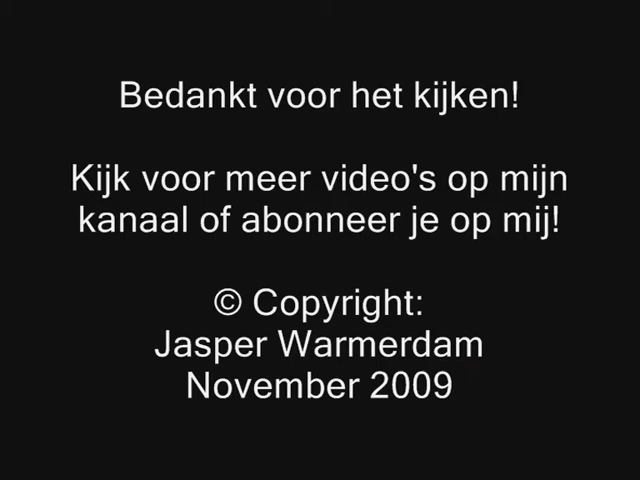 Bedankt voor het kijken!
Kijk voor meer video's op mijn
kanaal of abonneer je op mij!
© Copyright:
Jasper Warmerdam
November 2009